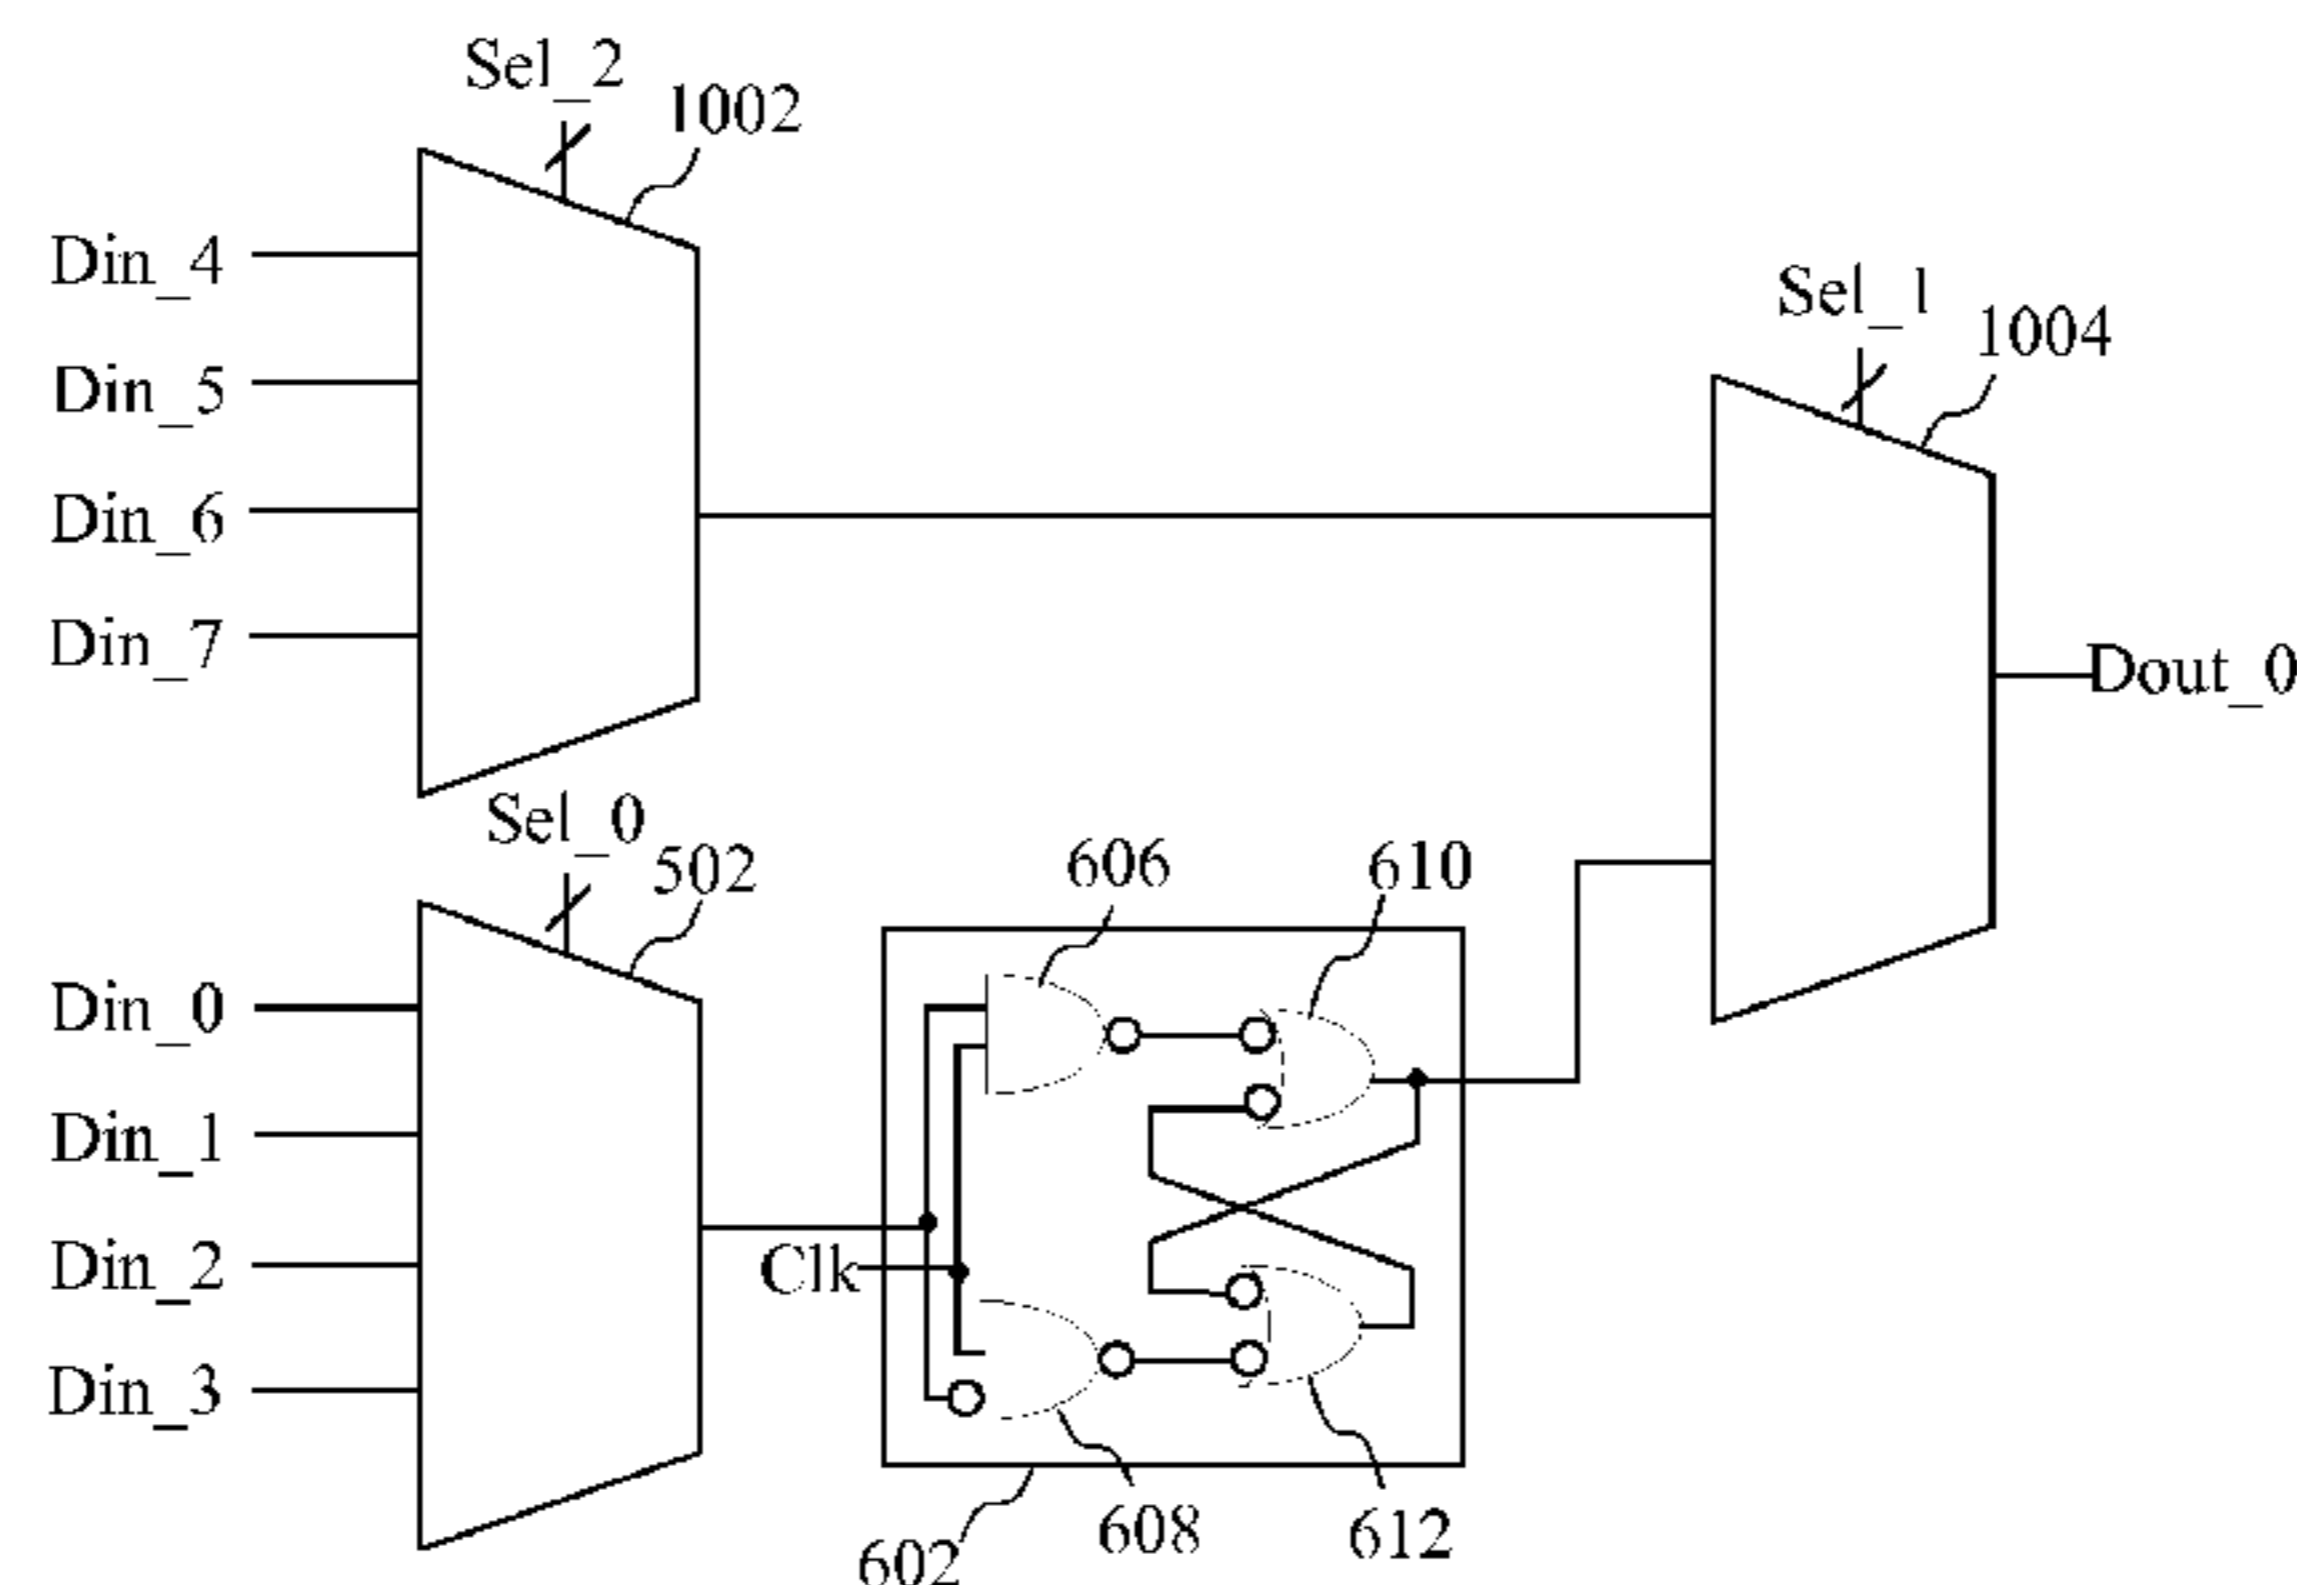 Sel_2
1002
Din_4
Din_5
Din_6
Din_7
Sel_1
1004
Dout_0
Sel_0
502
Din_0
Din_1
Din_2
Din_3
Clk
606
610
602
608
612